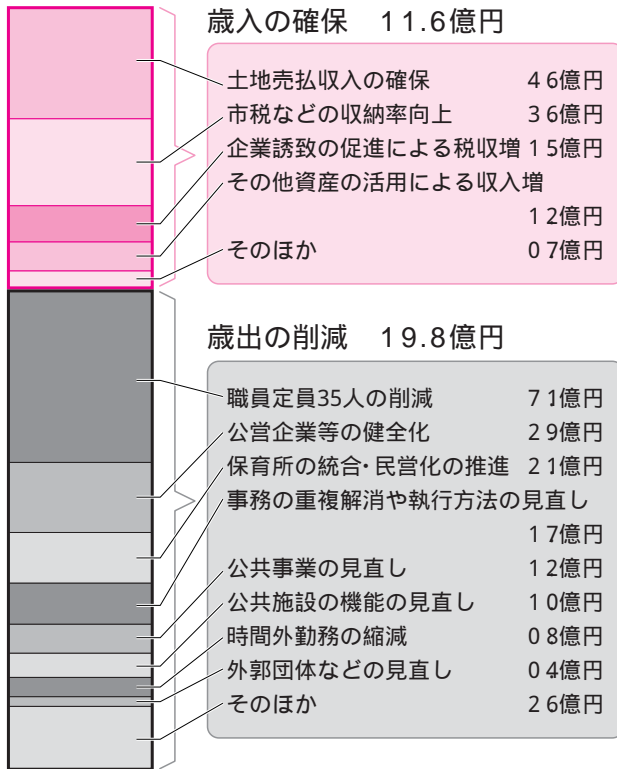 歳入の確保 11.6億円
土地売払収入の確保 4 6億円
市税などの収納率向上 3 6億円
企業誘致の促進による税収増 1 5億円
その他資産の活用による収入増
1 2億円
そのほか 0 7億円
歳出の削減 19.8億円
職員定員35人の削減 7 1億円
公営企業等の健全化 2 9億円
保育所の統合・民営化の推進 2 1億円
事務の重複解消や執行方法の見直し
1 7億円
公共事業の見直し 1 2億円
公共施設の機能の見直し 1 0億円
時間外勤務の縮減 0 8億円
外郭団体などの見直し 0 4億円
そのほか 2 6億円